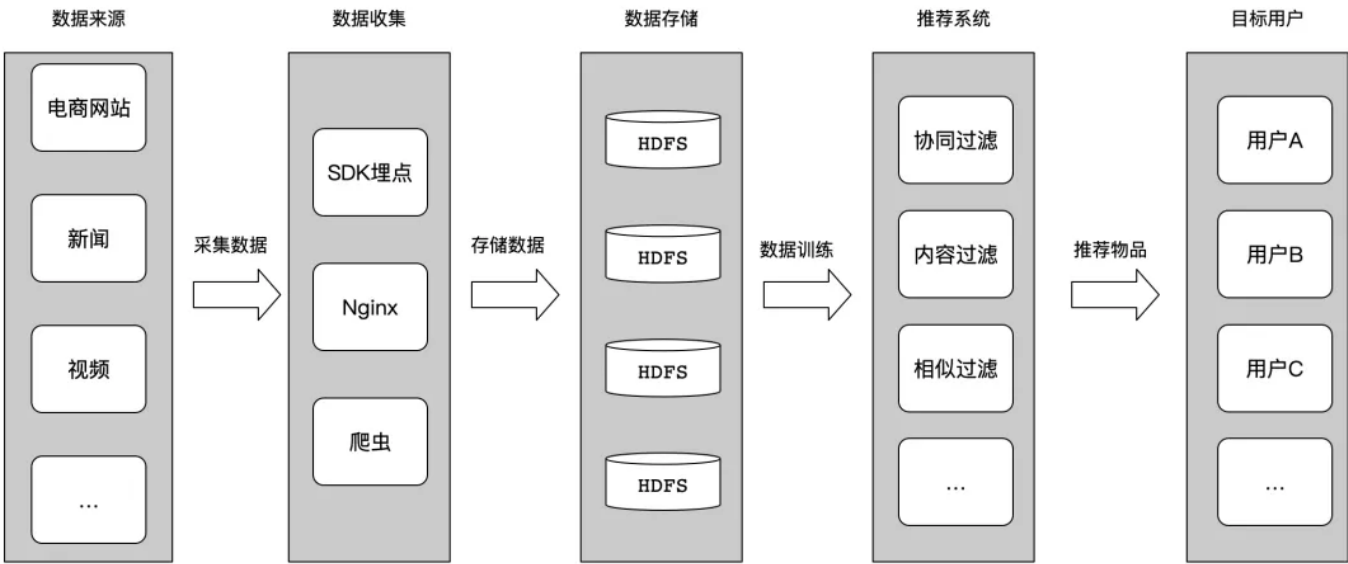 数据来源
数据收集
数据存储
推荐系统
目标用户
电商网站
新闻
视频
...
采集数据
SDK埋点
Nginx
爬虫
存储数据
HDFS
HDFS
HDFS
HDFS
数据训练
协同过滤
内容过滤
相似过滤
...
推荐物品
用户A
用户B
用户C
...